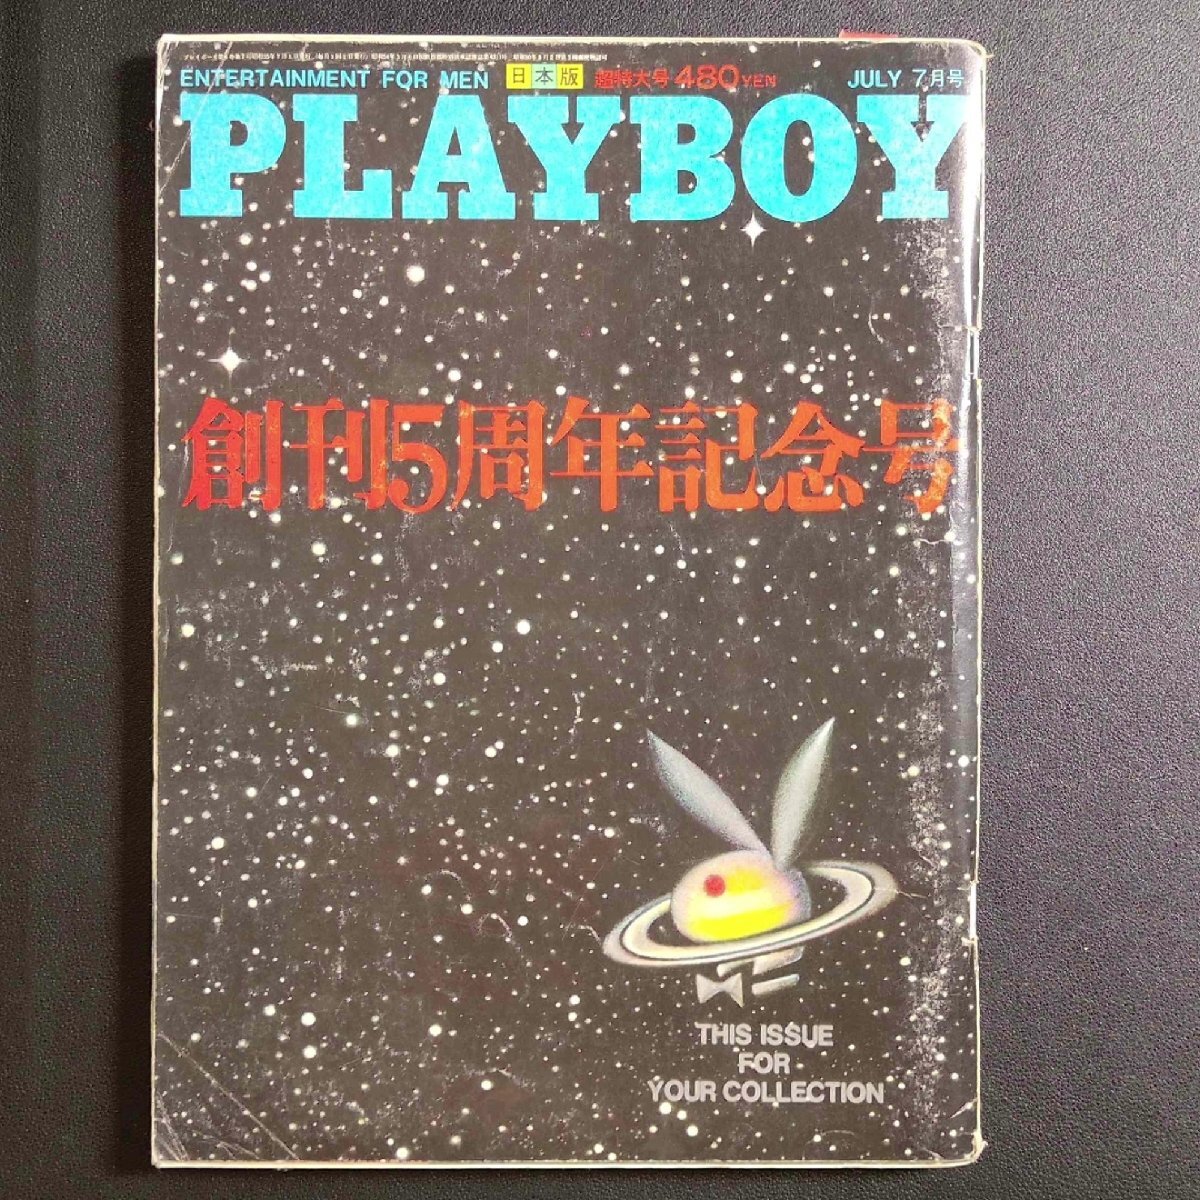 ENTERTAINMENT FOR MEN 日本版 超特大号 480YEN JULY 7月号
PLAYBOY
創刊5周年記念号
THIS ISSUE
FOR
YOUR COLLECTION